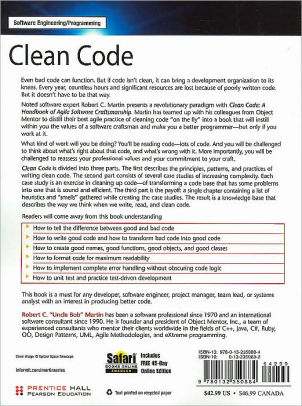 Software Engineering/Programming
Clean Code
Even bad code can function. But if code isn't clean, it can bring a development organization to its
knees. Every year, countless hours and significant resources are lost because of poorly written code.
But it doesn't have to be that way.
Noted software expert Robert C. Martin presents a revolutionary paradigm with Clean Code: A
Handbook of Agile Software Craftsmanship. Martin has teamed up with his colleagues from Object
Mentor to distill their best agile practice of cleaning code "on the fly" into a book that will instill
within you the values of a software craftsman and make you a better programmer—but only if you
work at it.
What kind of work will you be doing? You'll be reading code—lots of code. And you will be challenged
to think about what's right about that code, and what's wrong with it. More importantly, you will be
challenged to reassess your professional values and your commitment to your craft.
Clean Code is divided into three parts. The first describes the principles, patterns, and practices of
writing clean code. The second part consists of several case studies of increasing complexity. Each
case study is an exercise in cleaning up code—of transforming a code base that has some problems
into one that is sound and efficient. The third part is the payoff: a single chapter containing a list of
heuristics and "smells" gathered while creating the case studies. The result is a knowledge base that
describes the way we think when we write, read, and clean code.
Readers will come away from this book understanding
How to tell the difference between good and bad code
How to write good code and how to transform bad code into good code
How to create good names, good functions, good objects, and good classes
How to format code for maximum readability
How to implement complete error handling without obscuring code logic
How to unit test and practice test-driven development
This book is a must for any developer, software engineer, project manager, team lead, or systems
analyst with an interest in producing better code.
Robert C. "Uncle Bob" Martin has been a software professional since 1970 and an international
software consultant since 1990. He is founder and president of Object Mentor, Inc., a team of
experienced consultants who mentor their clients worldwide in the fields of C++, Java, C#, Ruby,
OO, Design Patterns, UML, Agile Methodologies, and eXtreme programming.
Safari
BOOKS ONLINE
ENABLED
Includes
FREE 45-Day
Online Edition
informit.com/martinseries
ISBN-13: 978-0-13-235088-4
ISBN-10: 0-13-235088-2
54299
9 780132 350884
PRENTICE HALL
PEARSON EDUCATION
Text printed on recycled paper
$42.99 US • $46.99 CANADA